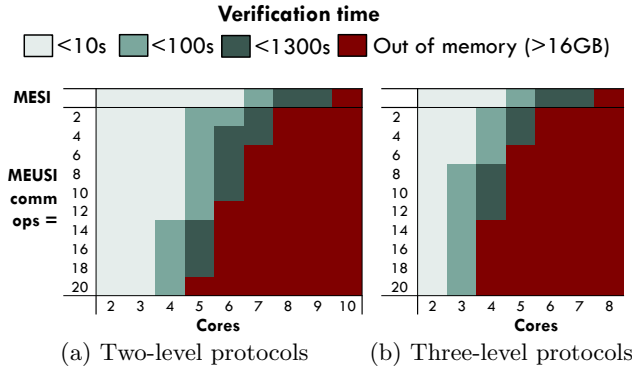 Verification time
<10s <100s <1300s Out of memory (>16GB)
MESI
MEUSI
comm
ops =
2
4
6
8
10
12
14
16
18
20
2 3 4 5 6 7 8 9 10
Cores
(a) Two-level protocols
2
4
6
8
10
12
14
16
18
20
2 3 4 5 6 7 8
Cores
(b) Three-level protocols